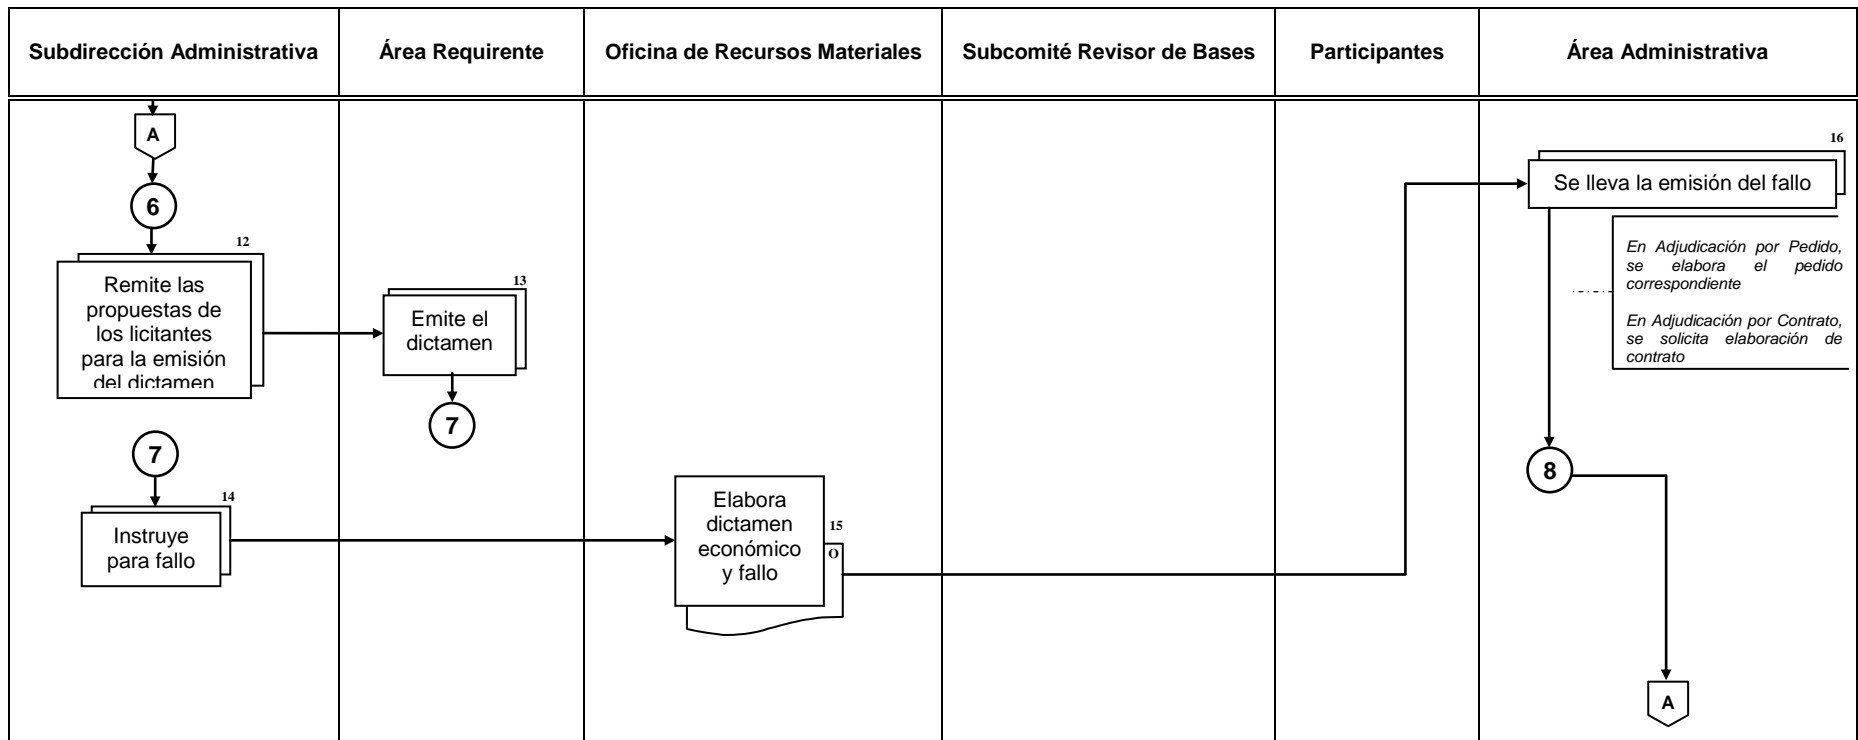 Subdirección Administrativa
Área Requirente
Oficina de Recursos Materiales
Subcomité Revisor de Bases
Participantes
Área Administrativa
A
6
12
Remite las
propuestas de
los licitantes
para la emisión
del dictamen
13
Emite el
dictamen
7
7
14
Instruye
para fallo
15
Elabora
dictamen
económico
y fallo
O
16
Se lleva la emisión del fallo
En Adjudicación por Pedido,
se elabora el pedido
correspondiente
En Adjudicación por Contrato,
se solicita elaboración de
contrato
8
A